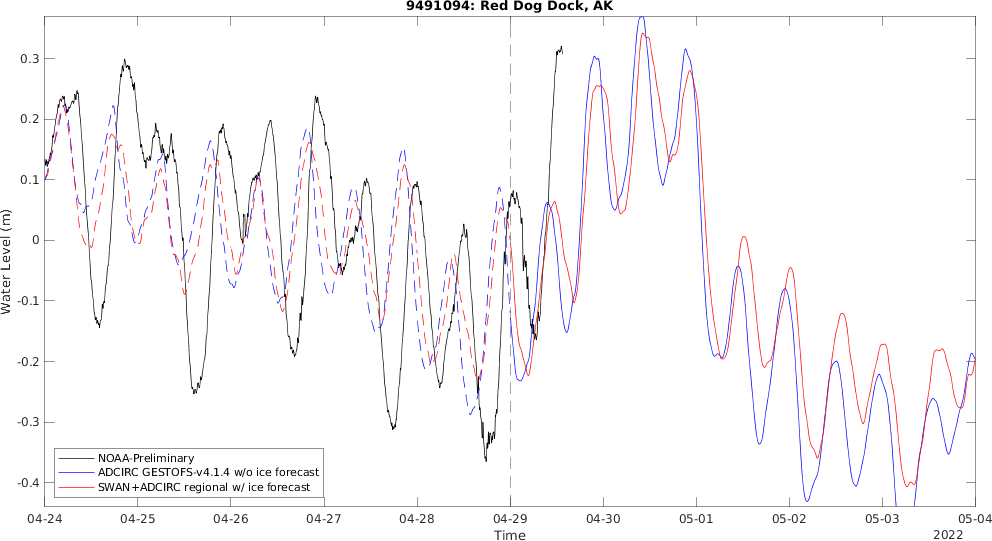 9491094: Red Dog Dock, AK
Water Level (m)
0.3
0.2
0.1
0
-0.1
-0.2
-0.3
-0.4
NOAA-Preliminary
ADCIRC GESTOFS-v4.1.4 w/o ice forecast
SWAN+ADCIRC regional w/ ice forecast
04-24 04-25 04-26 04-27 04-28 04-29 04-30 05-01 05-02 05-03 05-04
Time
2022